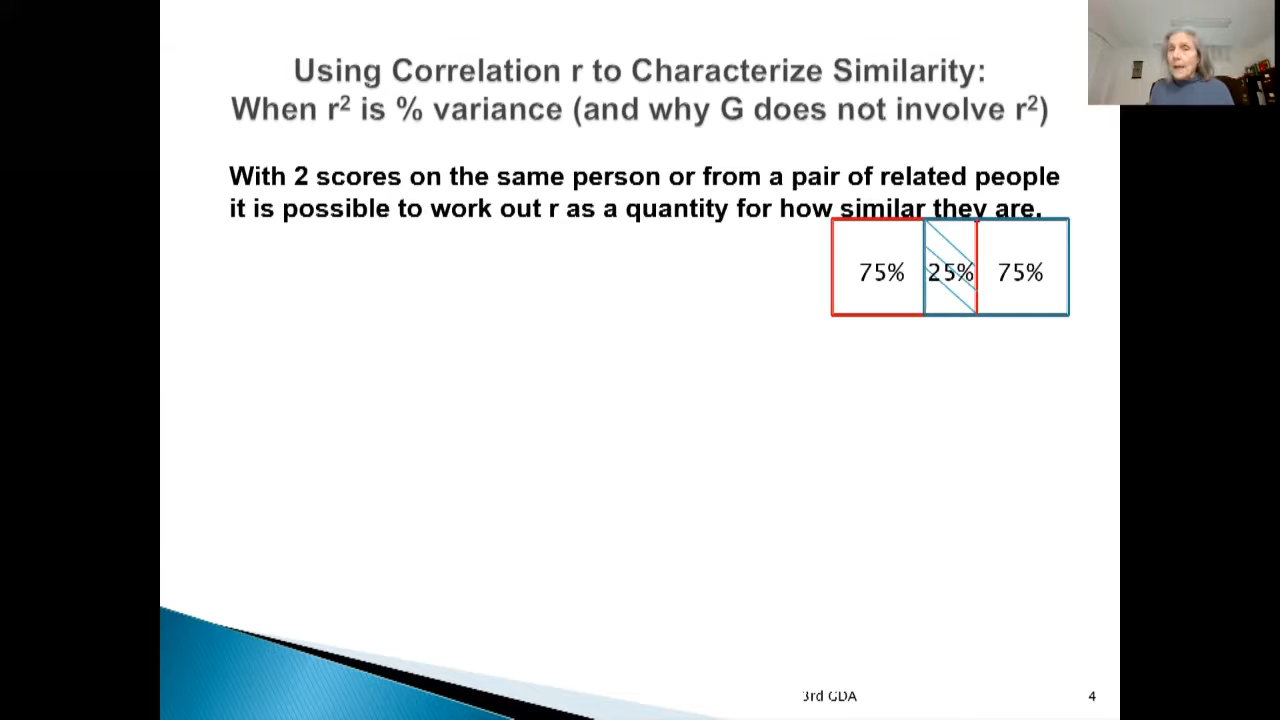 Using Correlation r to Characterize Similarity:
When r² is % variance (and why G does not involve r²)
With 2 scores on the same person or from a pair of related people
it is possible to work out r as a quantity for how similar they are.
75% 25% 75%
3rd GDA 4